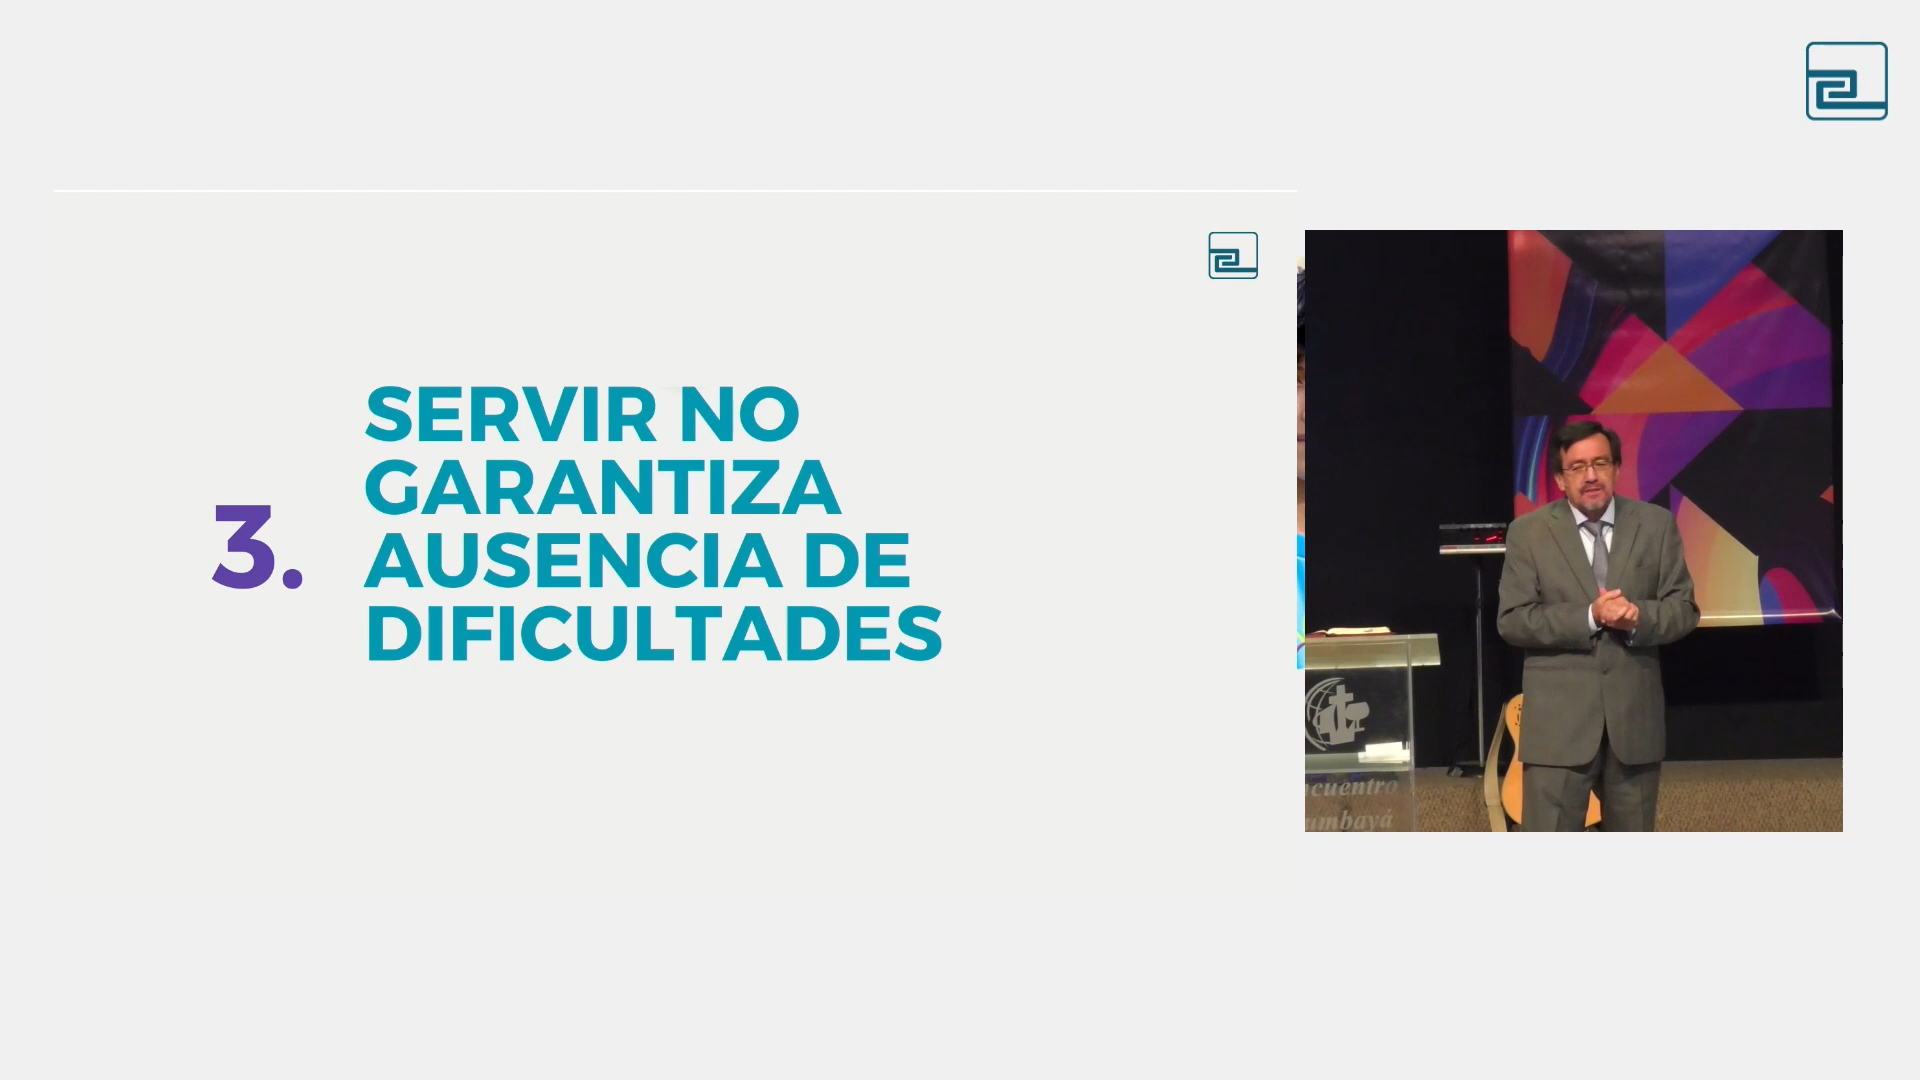 3.
SERVIR NO
GARANTIZA
AUSENCIA DE
DIFICULTADES